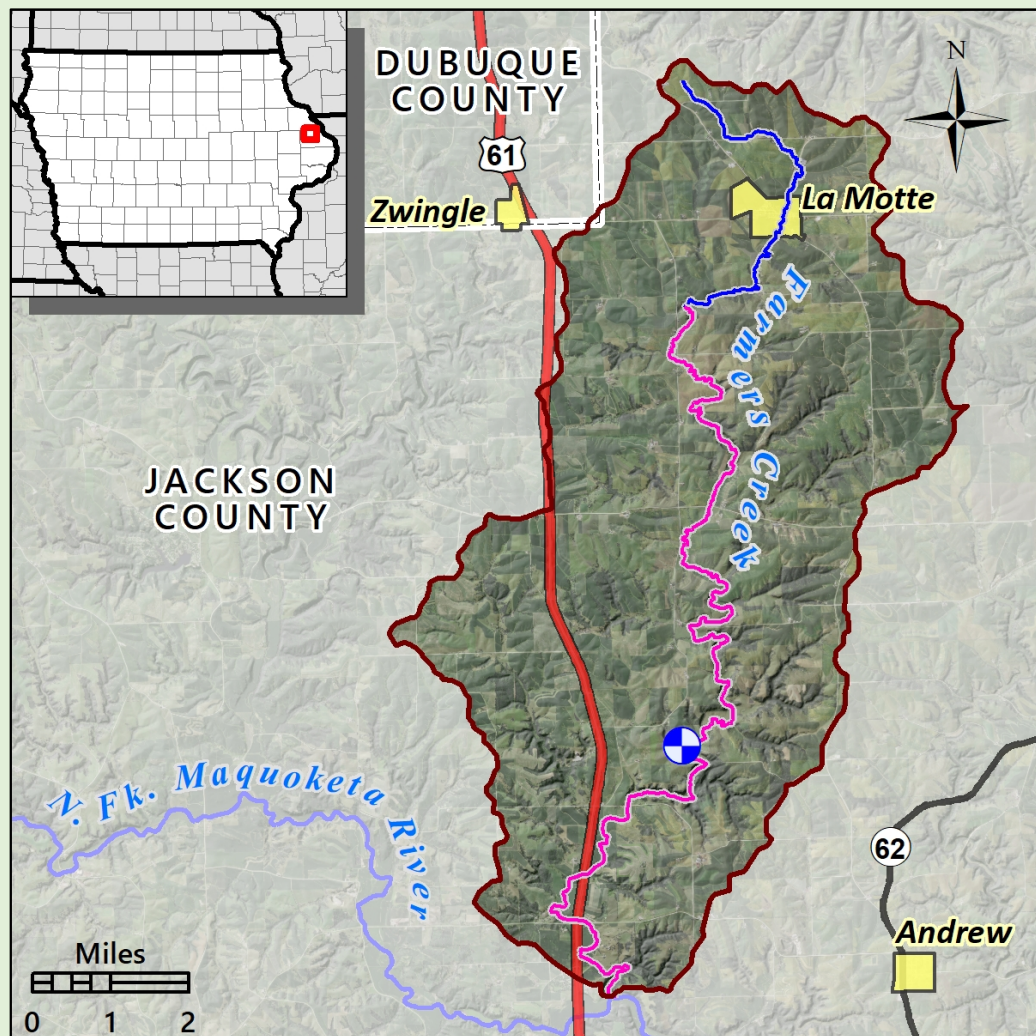 DUBUQUE
COUNTY
N
61
Zwingle
La Motte
Farmers Creek
JACKSON
COUNTY
N. Fk. Maquoketa River
62
Andrew
Miles
0 1 2